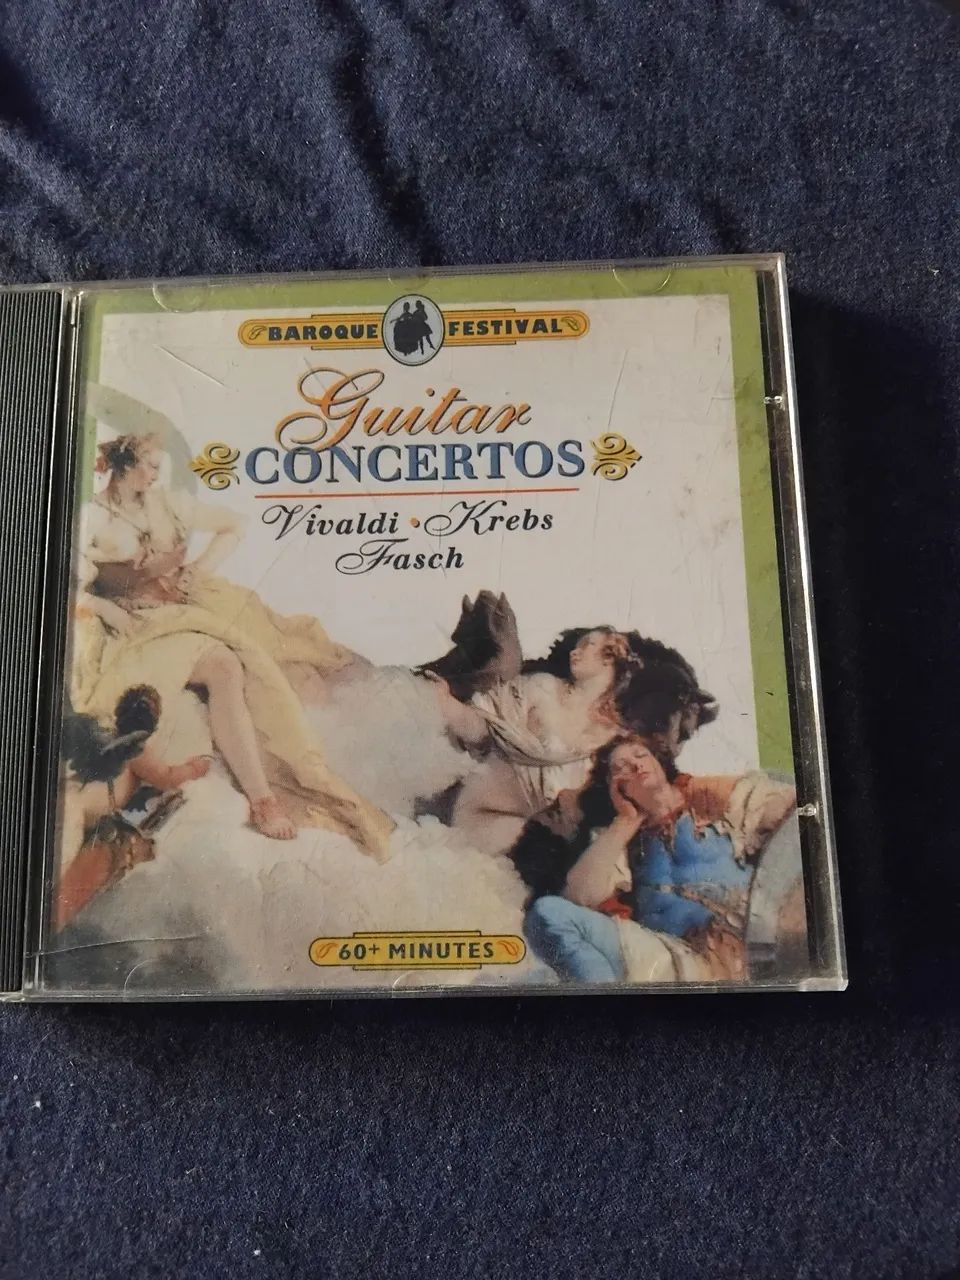 BAROQUE FESTIVAL
Guitar
CONCERTOS
Vivaldi • Krebs
Fasch
60+ MINUTES